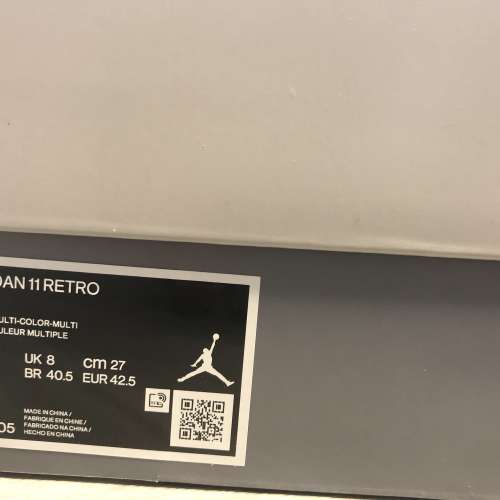 DAN 11 RETRO
ULTI-COLOR-MULTI
ULEUR MULTIPLE
UK 8 cm 27
BR 40.5 EUR 42.5
MADE IN CHINA /
FABRIQUE EN CHINE /
FABRICADO NA CHINA /
HECHO EN CHINA
05